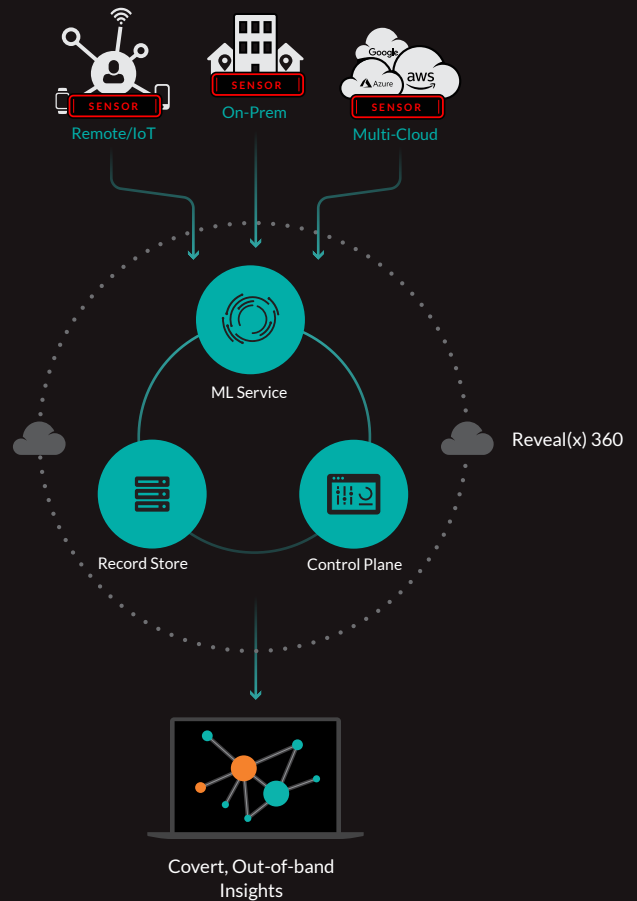 Google
Azure
aws
SENSOR
SENSOR
SENSOR
Remote/IoT
On-Prem
Multi-Cloud
ML Service
Reveal(x) 360
Record Store
Control Plane
Covert, Out-of-band
Insights